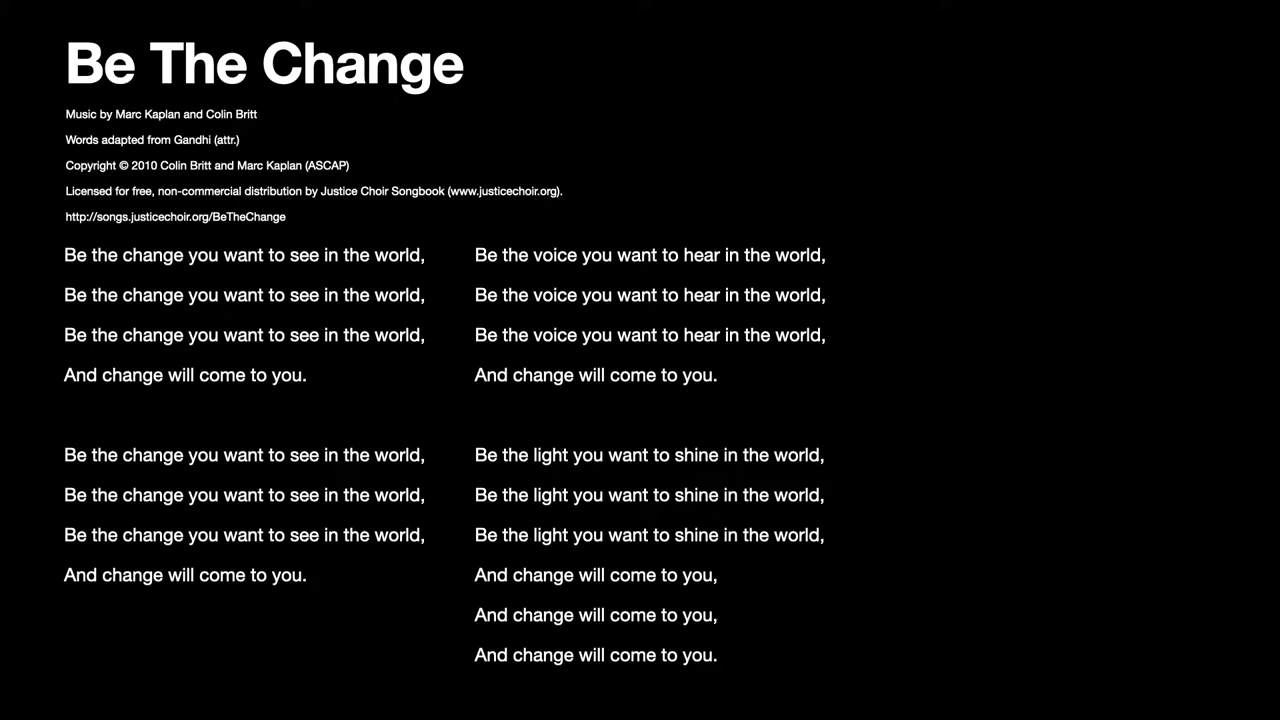 Be The Change
Music by Marc Kaplan and Colin Britt
Words adapted from Gandhi (attr.)
Copyright © 2010 Colin Britt and Marc Kaplan (ASCAP)
Licensed for free, non-commercial distribution by Justice Choir Songbook (www.justicechoir.org).
http://songs.justicechoir.org/BeTheChange
Be the change you want to see in the world,
Be the change you want to see in the world,
Be the change you want to see in the world,
And change will come to you.
Be the change you want to see in the world,
Be the change you want to see in the world,
Be the change you want to see in the world,
And change will come to you.
Be the voice you want to hear in the world,
Be the voice you want to hear in the world,
Be the voice you want to hear in the world,
And change will come to you.
Be the light you want to shine in the world,
Be the light you want to shine in the world,
Be the light you want to shine in the world,
And change will come to you,
And change will come to you,
And change will come to you.